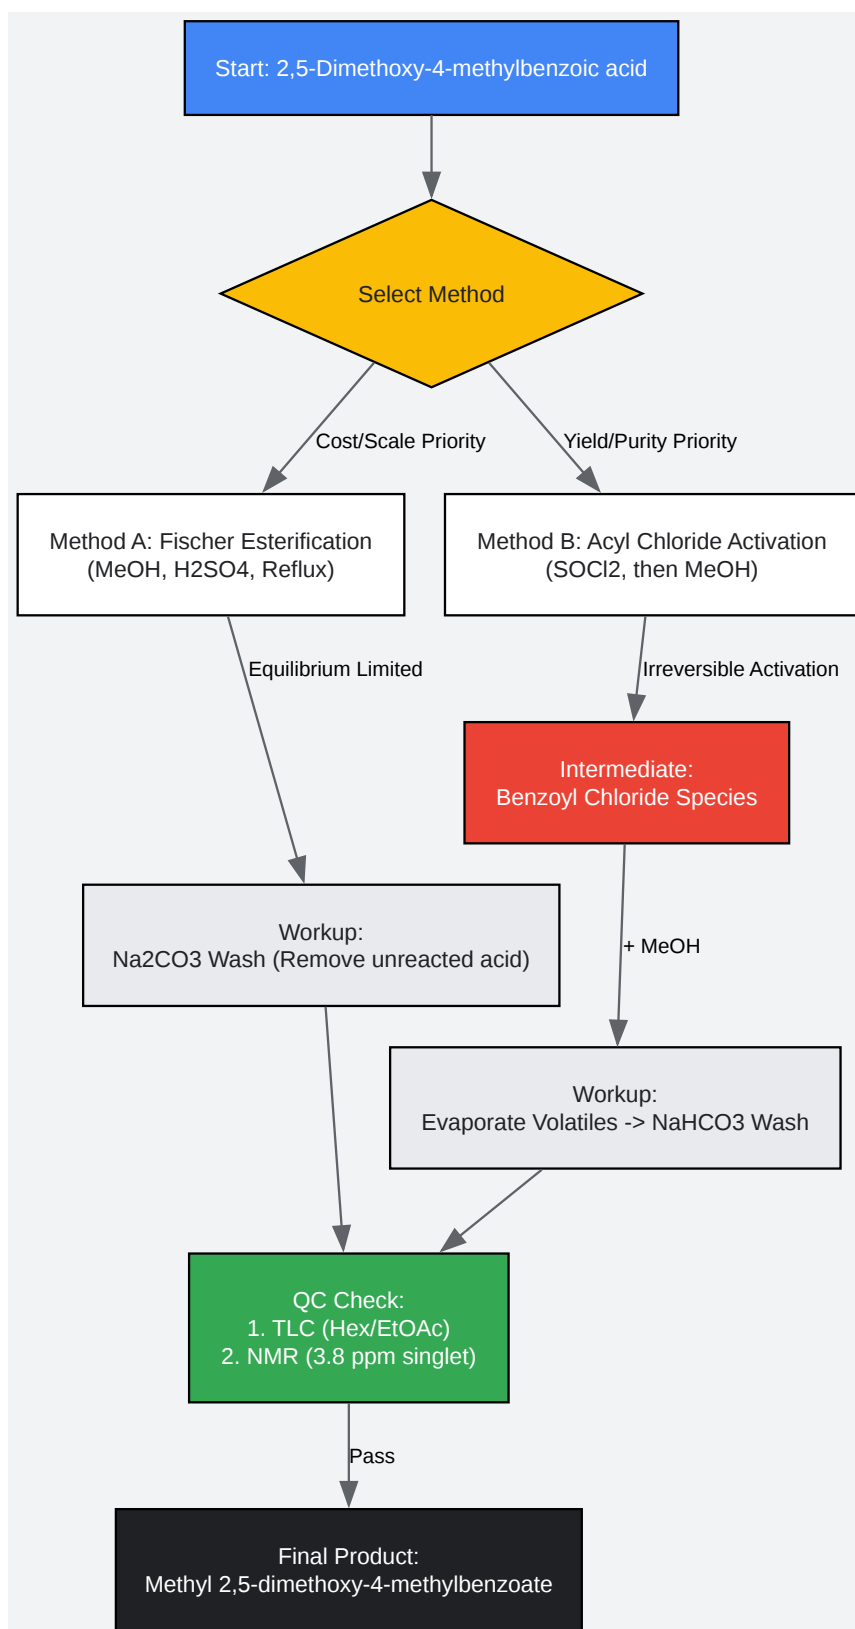 Start: 2,5-Dimethoxy-4-methylbenzoic acid
Select Method
Cost/Scale Priority
Yield/Purity Priority
Method A: Fischer Esterification
(MeOH, H2SO4, Reflux)
Method B: Acyl Chloride Activation
(SOCl2, then MeOH)
Equilibrium Limited
Irreversible Activation
Intermediate:
Benzoyl Chloride Species
Workup:
Na2CO3 Wash (Remove unreacted acid)
+ MeOH
Workup:
Evaporate Volatiles -> NaHCO3 Wash
QC Check:
1. TLC (Hex/EtOAc)
2. NMR (3.8 ppm singlet)
Pass
Final Product:
Methyl 2,5-dimethoxy-4-methylbenzoate